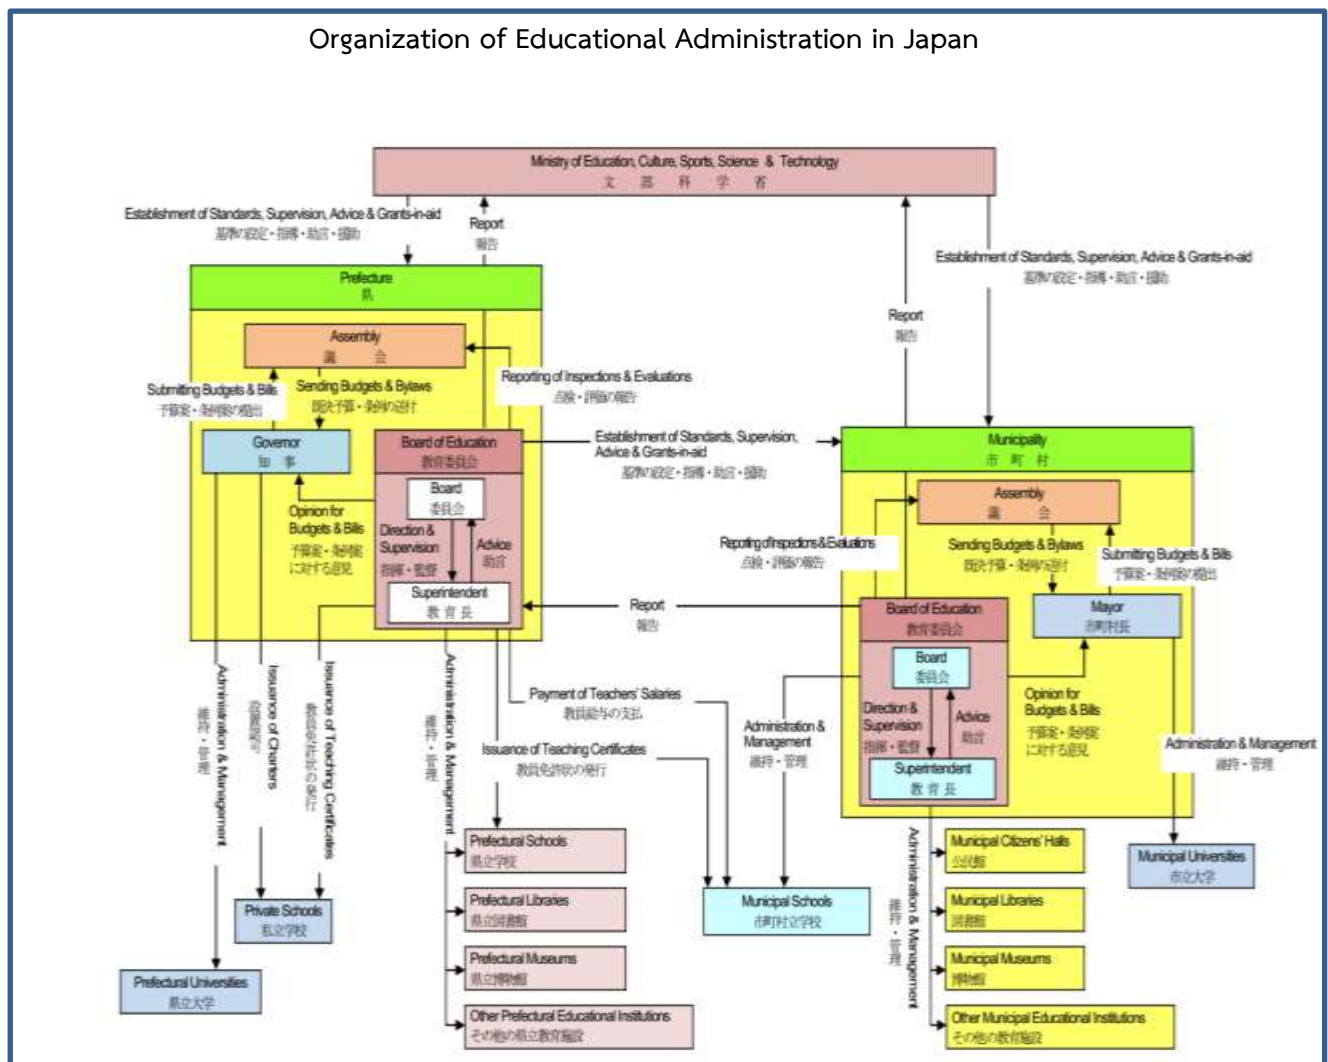 Organization of Educational Administration in Japan
Ministry of Education, Culture, Sports, Science & Technology
文 部 科 学 省
Establishment of Standards, Supervision, Advice & Grants-in-aid
基準の設定・指導・助言・援助
Report
報告
Establishment of Standards, Supervision, Advice & Grants-in-aid
基準の設定・指導・助言・援助
Report
報告
Prefecture
県
Assembly
議 会
Submitting Budgets & Bills
予算案・条例案の提出
Sending Budgets & Bylaws
既決予算・条例の送付
Reporting of Inspections & Evaluations
点検・評価の報告
Governor
知 事
Board of Education
教育委員会
Board
委員会
Opinion for
Budgets & Bills
予算案・条例案
に対する意見
Direction &
Supervision
指揮・監督
Advice
助言
Superintendent
教 育 長
Establishment of Standards, Supervision,
Advice & Grants-in-aid
基準の設定・指導・助言・援助
Municipality
市 町 村
Assembly
議 会
Reporting of Inspections & Evaluations
点検・評価の報告
Sending Budgets & Bylaws
既決予算・条例の送付
Submitting Budgets & Bills
予算案・条例案の提出
Report
報告
Board of Education
教育委員会
Mayor
市町村長
Board
委員会
Direction &
Supervision
指揮・監督
Advice
助言
Opinion for
Budgets & Bills
予算案・条例案
に対する意見
Superintendent
教 育 長
Administration & Management
維持・管理
Issuance of Charters
Issuance of Teaching Certificates
教員免許状の発行
Administration & Management
維持・管理
Payment of Teachers' Salaries
教員給与の支払
Issuance of Teaching Certificates
教員免許状の発行
Administration &
Management
維持・管理
Administration & Management
維持・管理
Administration & Management
維持・管理
Prefectural Schools
県立学校
Prefectural Libraries
県立図書館
Prefectural Museums
県立博物館
Other Prefectural Educational Institutions
その他の県立教育施設
Private Schools
私立学校
Prefectural Universities
県立大学
Municipal Schools
市町村立学校
Municipal Citizens' Halls
公民館
Municipal Libraries
図書館
Municipal Museums
博物館
Other Municipal Educational Institutions
その他の教育施設
Municipal Universities
市立大学